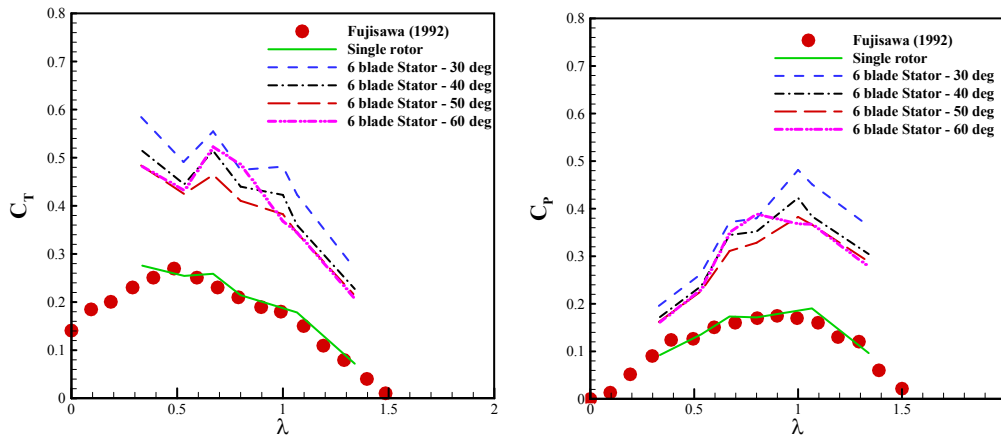 0.8
0.7
0.6
0.5
0.4
0.3
0.2
0.1
0
C_T
0
0.5
1
1.5
2
λ
Fujisawa (1992)
Single rotor
6 blade Stator - 30 deg
6 blade Stator - 40 deg
6 blade Stator - 50 deg
6 blade Stator - 60 deg
0.8
0.7
0.6
0.5
0.4
0.3
0.2
0.1
0
C_P
0
0.5
1
1.5
λ
Fujisawa (1992)
Single rotor
6 blade Stator - 30 deg
6 blade Stator - 40 deg
6 blade Stator - 50 deg
6 blade Stator - 60 deg